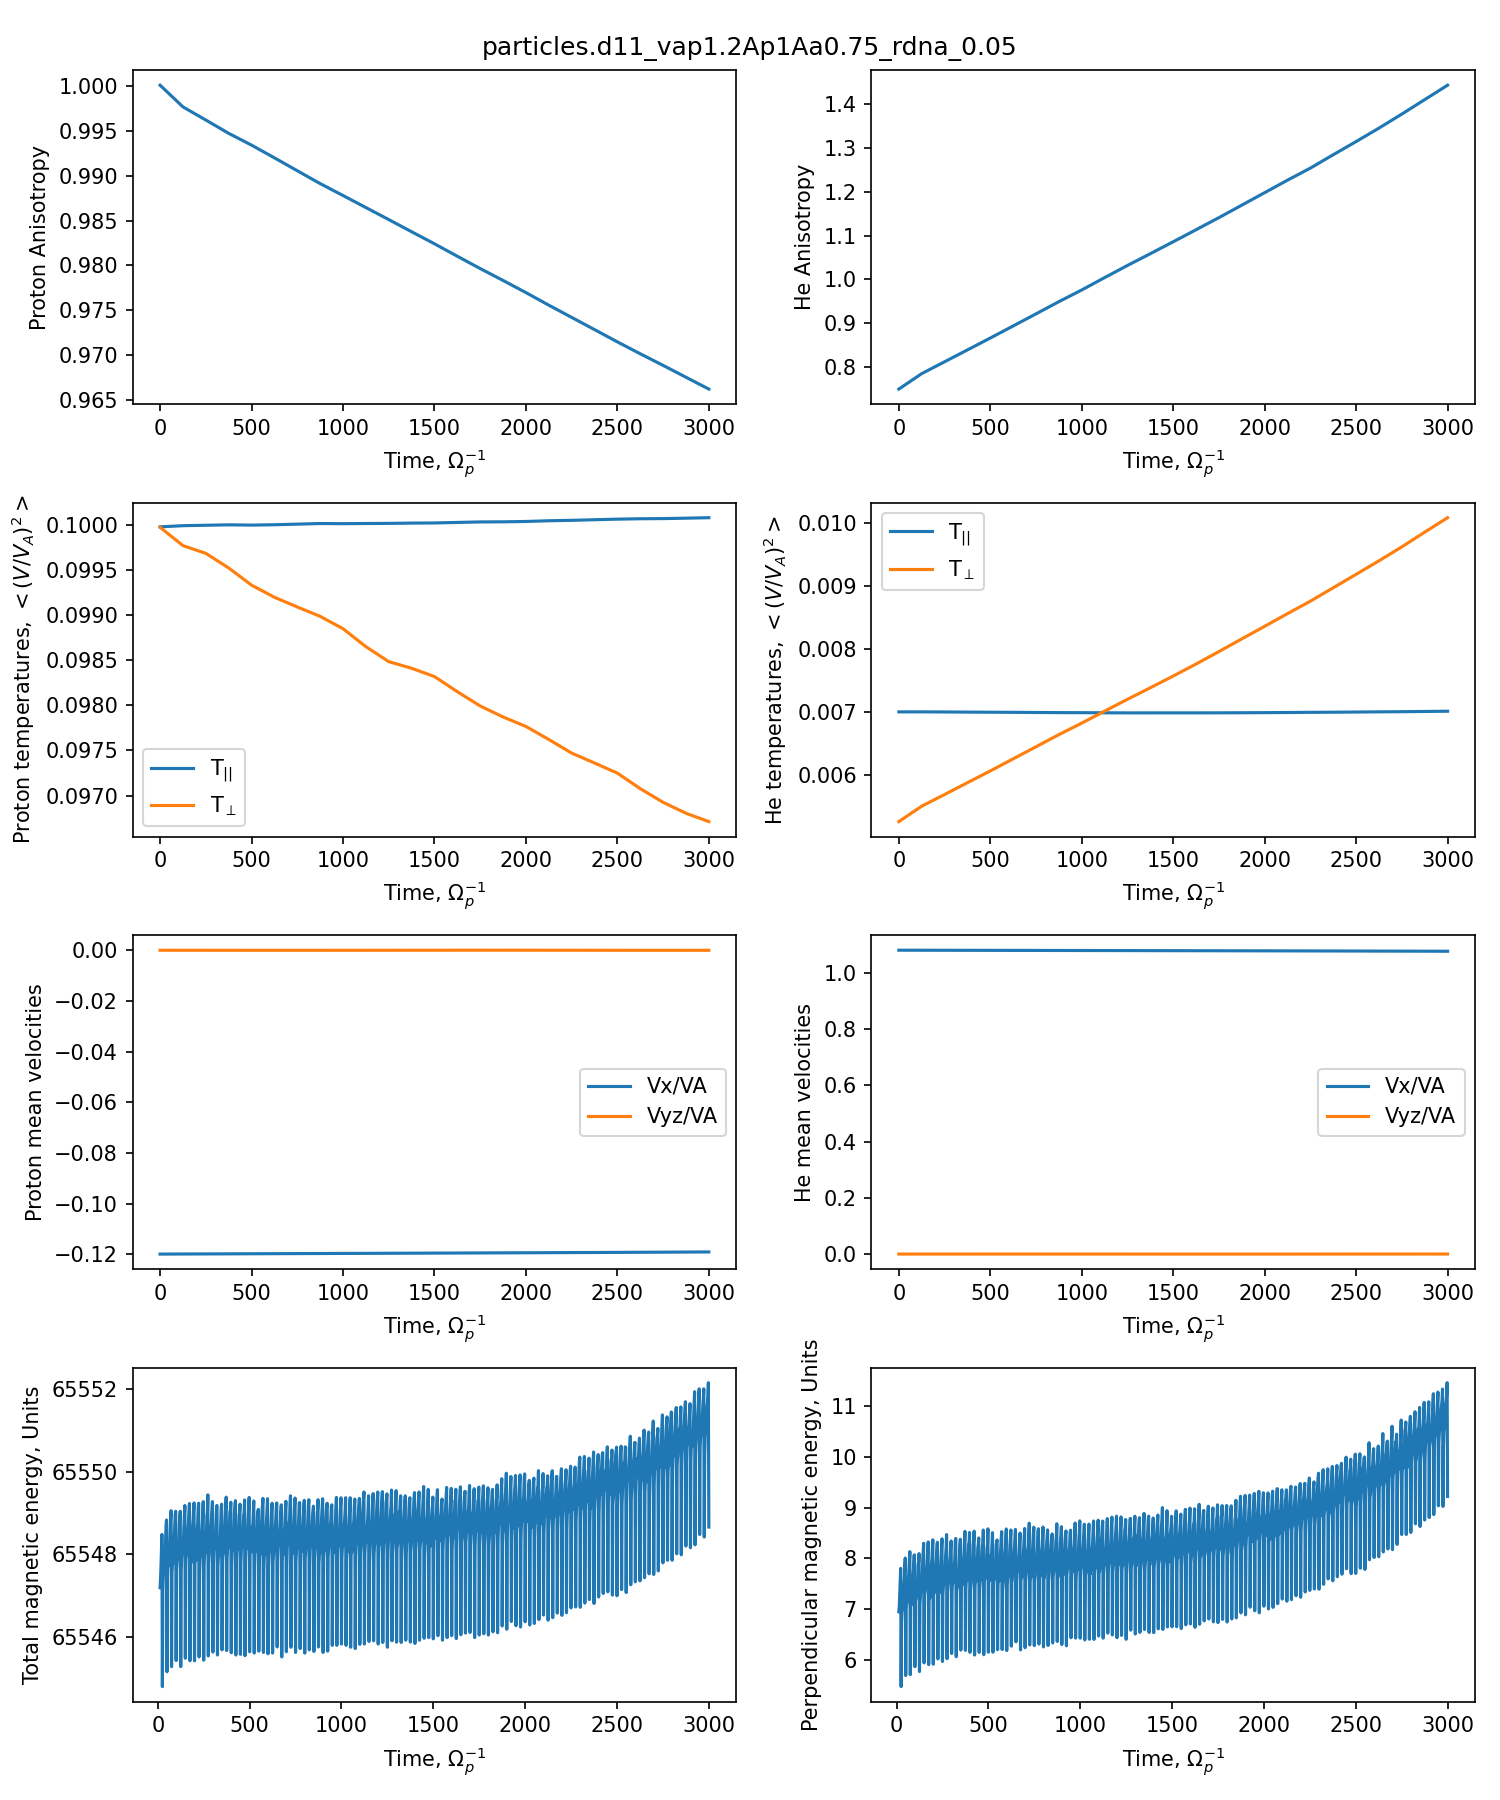 particles.d11_vap1.2Ap1Aa0.75_rdna_0.05
Proton Anisotropy
1.000
0.995
0.990
0.985
0.980
0.975
0.970
0.965
0 500 1000 1500 2000 2500 3000
Time, Ω_p^{-1}
He Anisotropy
1.4
1.3
1.2
1.1
1.0
0.9
0.8
0 500 1000 1500 2000 2500 3000
Time, Ω_p^{-1}
Proton temperatures, < (V/V_A)^2 >
0.1000
0.0995
0.0990
0.0985
0.0980
0.0975
0.0970
T_||
T_⊥
0 500 1000 1500 2000 2500 3000
Time, Ω_p^{-1}
He temperatures, < (V/V_A)^2 >
0.010
0.009
0.008
0.007
0.006
T_||
T_⊥
0 500 1000 1500 2000 2500 3000
Time, Ω_p^{-1}
Proton mean velocities
0.00
−0.02
−0.04
−0.06
−0.08
−0.10
−0.12
Vx/VA
Vyz/VA
0 500 1000 1500 2000 2500 3000
Time, Ω_p^{-1}
He mean velocities
1.0
0.8
0.6
0.4
0.2
0.0
Vx/VA
Vyz/VA
0 500 1000 1500 2000 2500 3000
Time, Ω_p^{-1}
Total magnetic energy, Units
65552
65550
65548
65546
0 500 1000 1500 2000 2500 3000
Time, Ω_p^{-1}
Perpendicular magnetic energy, Units
11
10
9
8
7
6
0 500 1000 1500 2000 2500 3000
Time, Ω_p^{-1}